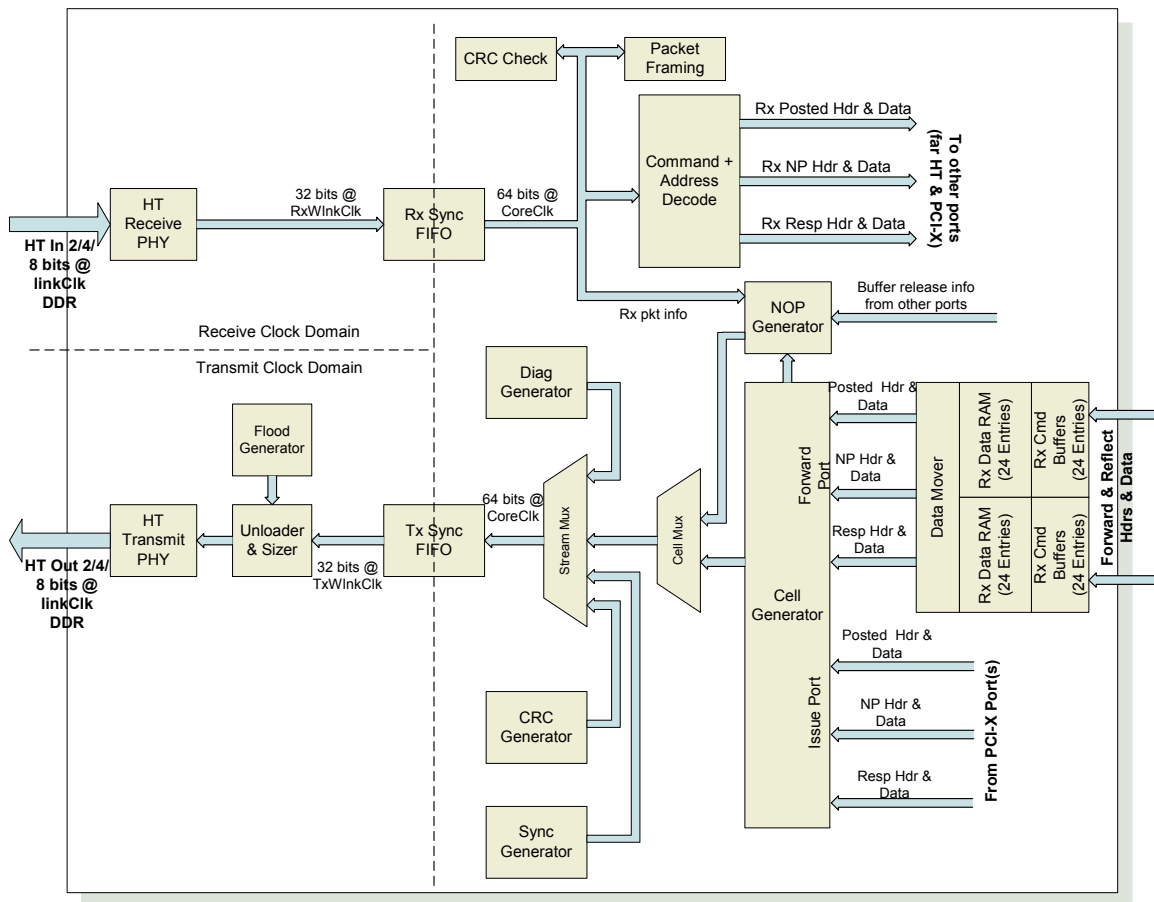 CRC Check
Packet
Framing
Command +
Address
Decode
Rx Posted Hdr & Data
Rx NP Hdr & Data
Rx Resp Hdr & Data
To other ports
(far HT & PCI-X)
HT
Receive
PHY
32 bits @
RxWlnkClk
Rx Sync
FIFO
64 bits @
CoreClk
HT In 2/4/
8 bits @
linkClk
DDR
Rx pkt info
NOP
Generator
Buffer release info
from other ports
Receive Clock Domain
Transmit Clock Domain
Diag
Generator
Flood
Generator
HT
Transmit
PHY
Unloader
& Sizer
32 bits @
TxWlnkClk
Tx Sync
FIFO
64 bits @
CoreClk
Stream Mux
Cell Mux
HT Out 2/4/
8 bits @
linkClk
DDR
Cell
Generator
Forward
Port
Issue Port
Posted Hdr &
Data
NP Hdr &
Data
Resp Hdr &
Data
Data Mover
Rx Data RAM
(24 Entries)
Rx Cmd
Buffers
(24 Entries)
Rx Data RAM
(24 Entries)
Rx Cmd
Buffers
(24 Entries)
Forward & Reflect
Hdrs & Data
Posted Hdr &
Data
NP Hdr &
Data
Resp Hdr &
Data
From PCI-X Port(s)
CRC
Generator
Sync
Generator